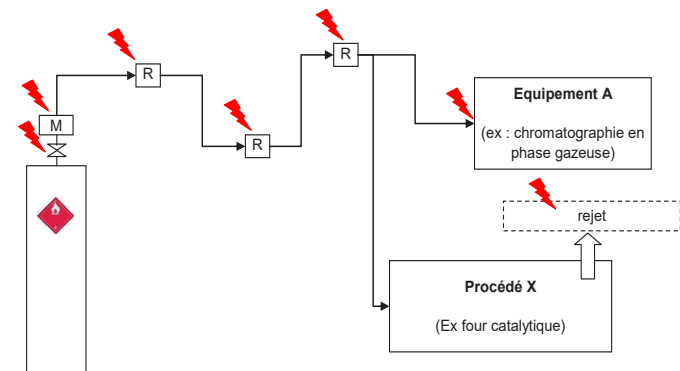 R
R
R
M
Equipement A
(ex : chromatographie en
phase gazeuse)
rejet
Procédé X
(Ex four catalytique)